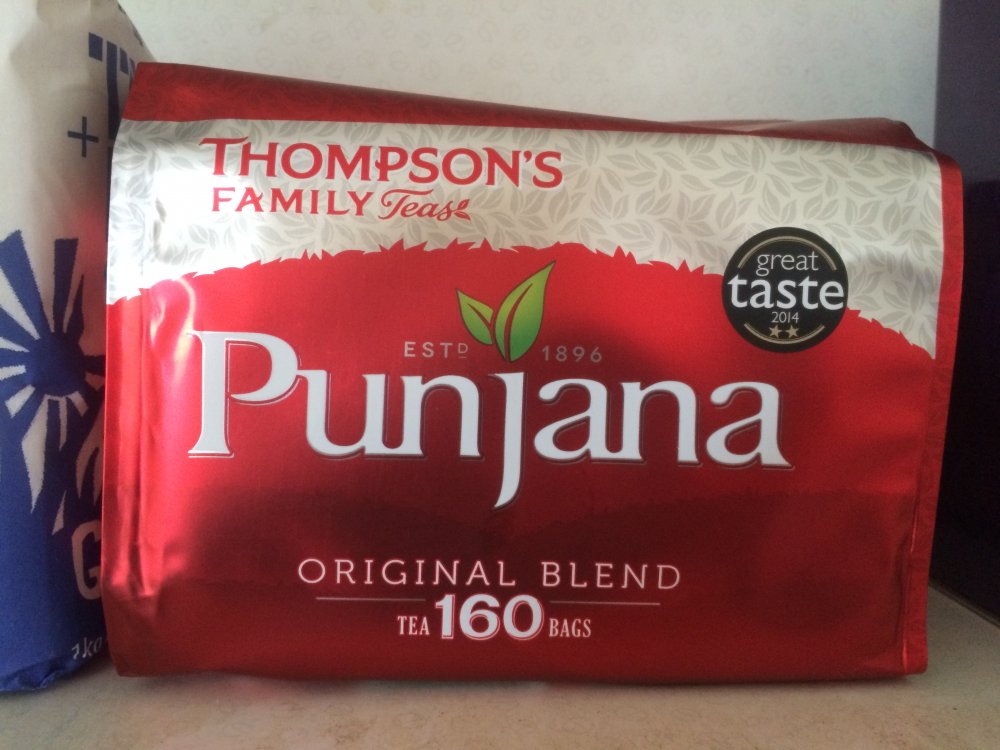 THOMPSON'S
FAMILY Teas
great
taste
2014
ESTD 1896
Punjana
ORIGINAL BLEND
TEA 160 BAGS